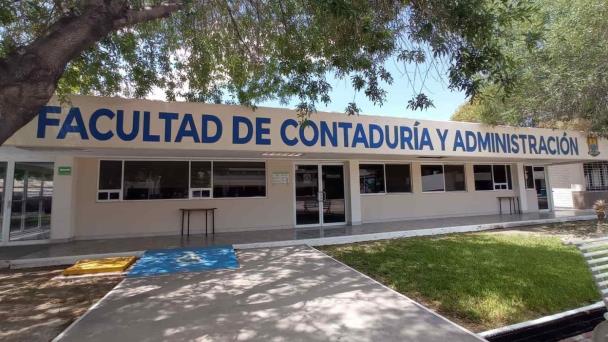 FACULTAD DE CONTADURÍA Y ADMINISTRACIÓN